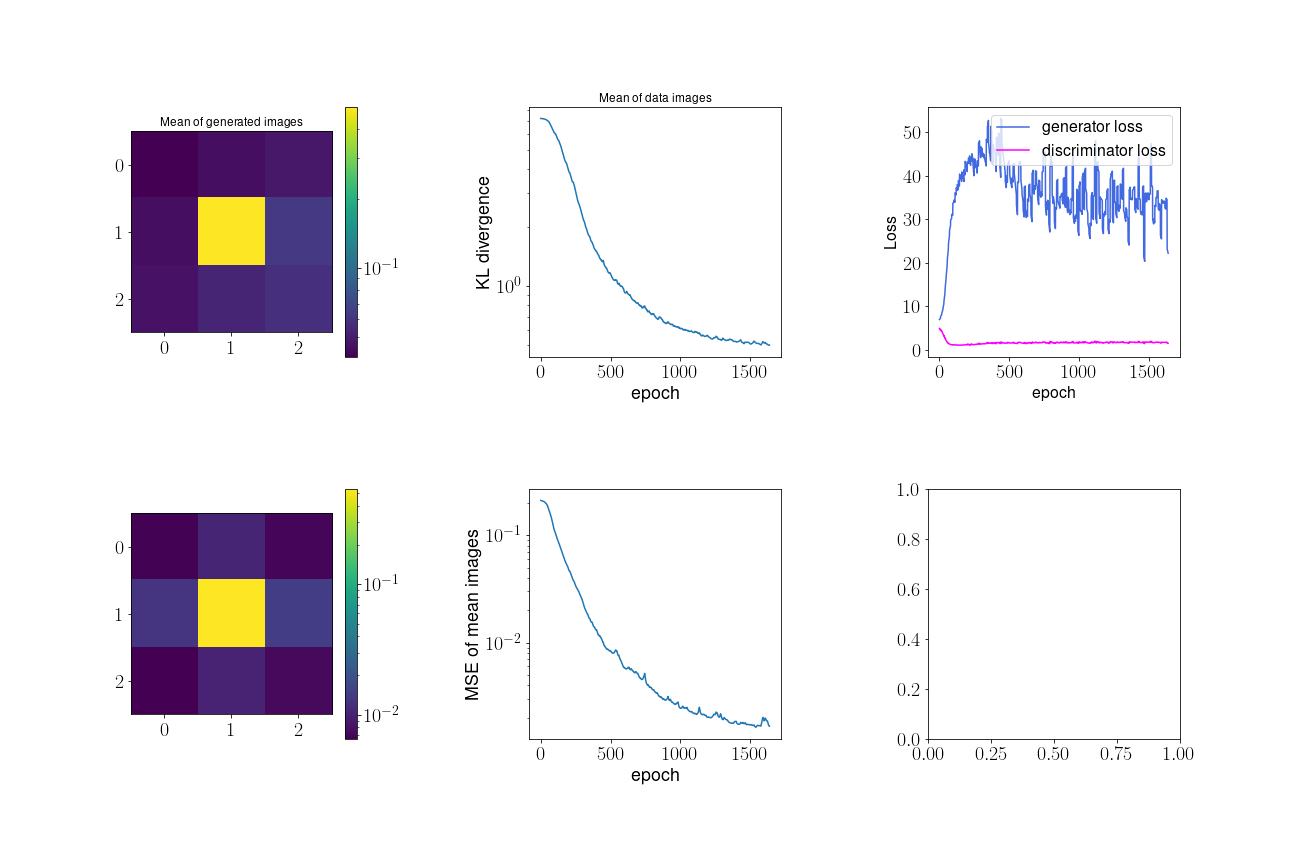 Mean of generated images
0
1
2
0 1 2
10⁻¹
Mean of data images
KL divergence
10⁰
0 500 1000 1500
epoch
generator loss
discriminator loss
Loss
50
40
30
20
10
0
0 500 1000 1500
epoch
0
1
2
0 1 2
10⁻¹
10⁻²
MSE of mean images
10⁻¹
10⁻²
0 500 1000 1500
epoch
1.0
0.8
0.6
0.4
0.2
0.0
0.00 0.25 0.50 0.75 1.00